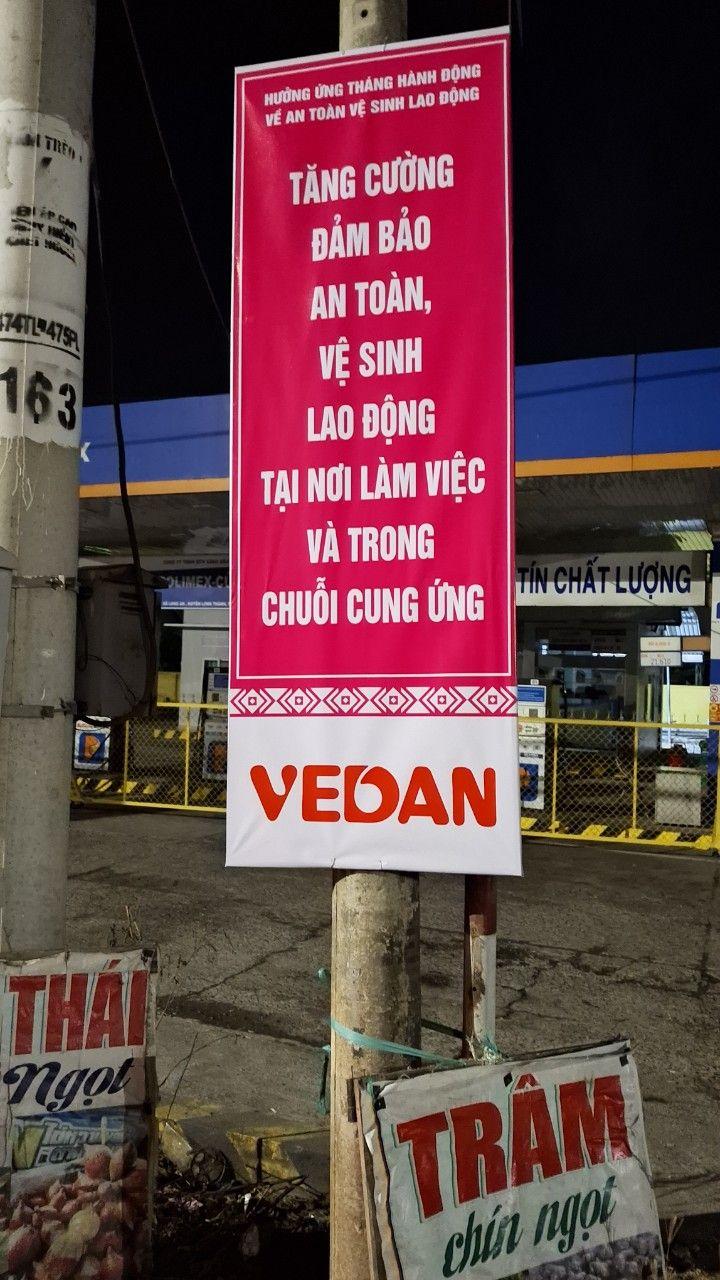 HƯỞNG ỨNG THÁNG HÀNH ĐỘNG
VỀ AN TOÀN VỆ SINH LAO ĐỘNG
TĂNG CƯỜNG
ĐẢM BẢO
AN TOÀN,
VỆ SINH
LAO ĐỘNG
TẠI NƠI LÀM VIỆC
VÀ TRONG
CHUỖI CUNG ỨNG
VEDAN
163
TÍN CHẤT LƯỢNG
THÁI
Ngọt
TRÂM
chín ngọt